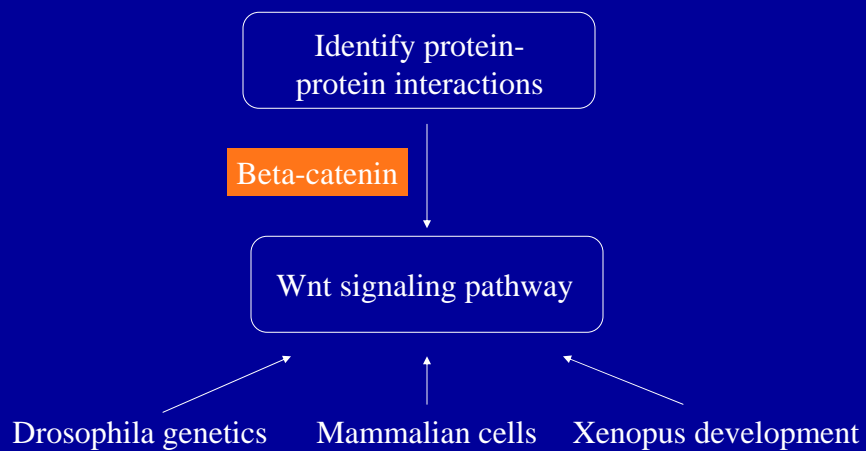 Identify protein-
protein interactions
Beta-catenin
Wnt signaling pathway
Drosophila genetics
Mammalian cells
Xenopus development